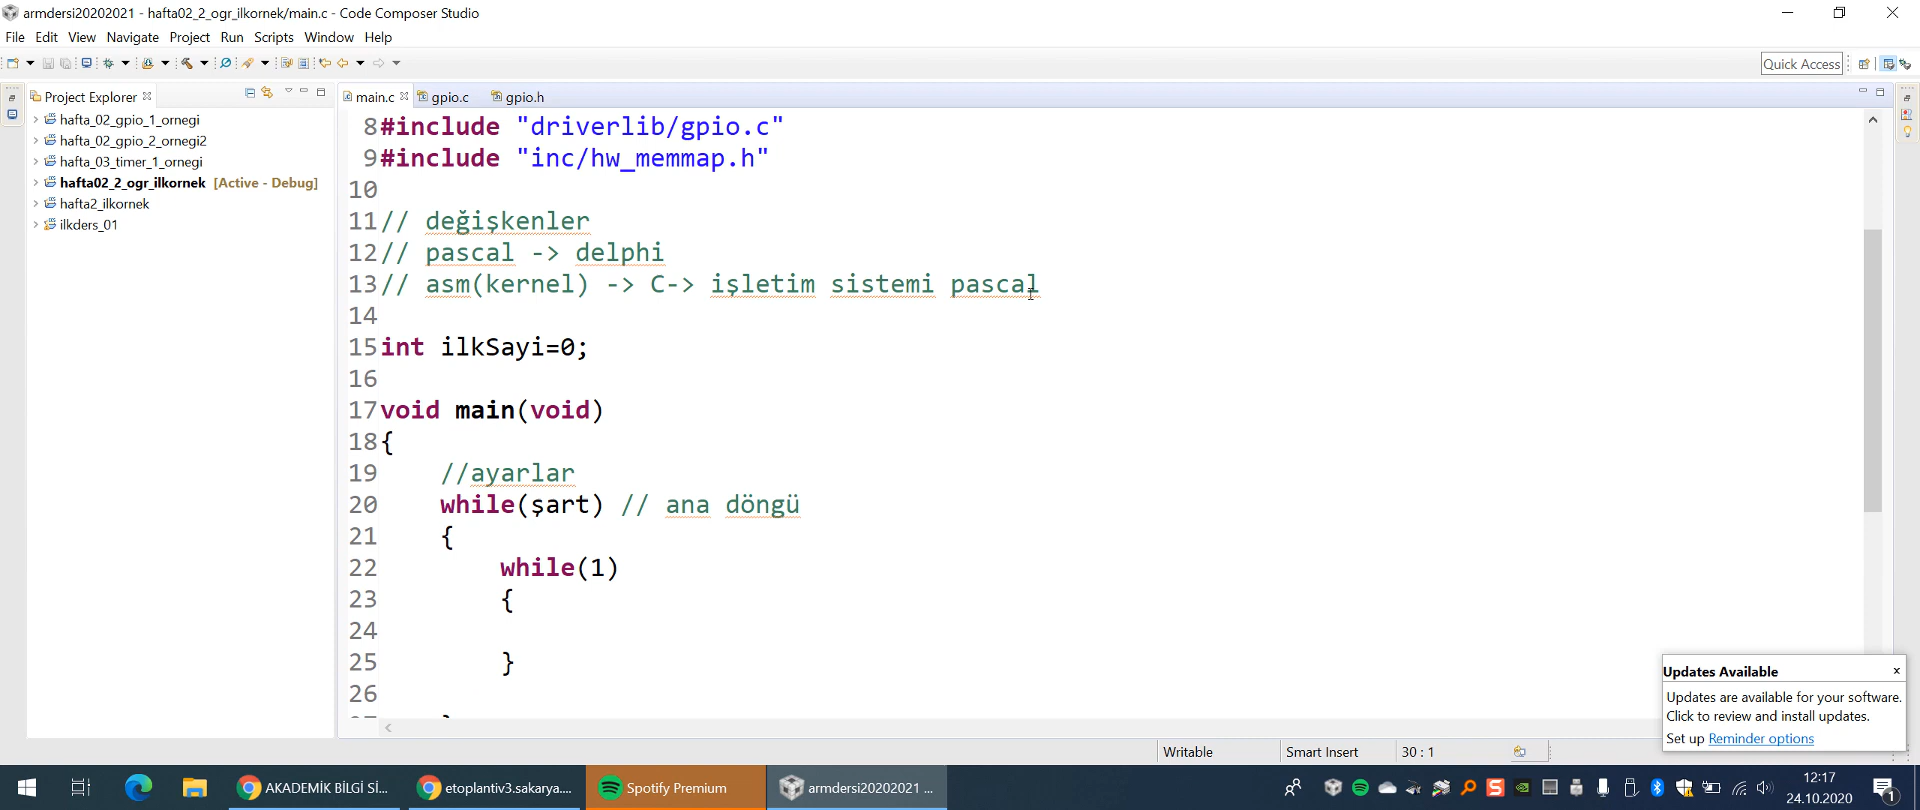 armdersi20202021 - hafta02_2_ogr_ilkornek/main.c - Code Composer Studio
File Edit View Navigate Project Run Scripts Window Help
Quick Access
Project Explorer
main.c gpio.c gpio.h
hafta_02_gpio_1_ornegi
hafta_02_gpio_2_ornegi2
hafta_03_timer_1_ornegi
hafta02_2_ogr_ilkornek [Active - Debug]
hafta2_ilkornek
ilkders_01
8 #include "driverlib/gpio.c"
9 #include "inc/hw_memmap.h"
10
11 // değişkenler
12 // pascal -> delphi
13 // asm(kernel) -> C-> işletim sistemi pascal
14
15 int ilkSayi=0;
16
17 void main(void)
18 {
19 //ayarlar
20 while(şart) // ana döngü
21 {
22 while(1)
23 {
24
25 }
26
Updates Available
Updates are available for your software.
Click to review and install updates.
Set up Reminder options
Writable Smart Insert 30 : 1
AKADEMİK BİLGİ Sİ... etoplantiv3.sakarya.... Spotify Premium armdersi20202021 ...
12:17
24.10.2020
1